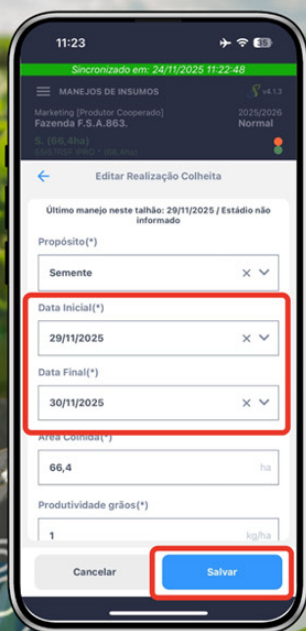 11:23
33
Sincronizado em: 24/11/2025 11:22:48
MANEJOS DE INSUMOS
v4.1.3
Marketing [Produtor Cooperado]
2025/2026
Fazenda F.S.A.863.
Normal
S. (66,4ha)
Editar Realização Colheita
Último manejo neste talhão: 29/11/2025 / Estádio não
informado
Propósito(*)
Semente
Data Inicial(*)
29/11/2025
Data Final(*)
30/11/2025
Área Colhida(*)
66,4
ha
Produtividade grãos(*)
1
kg/ha
Cancelar
Salvar